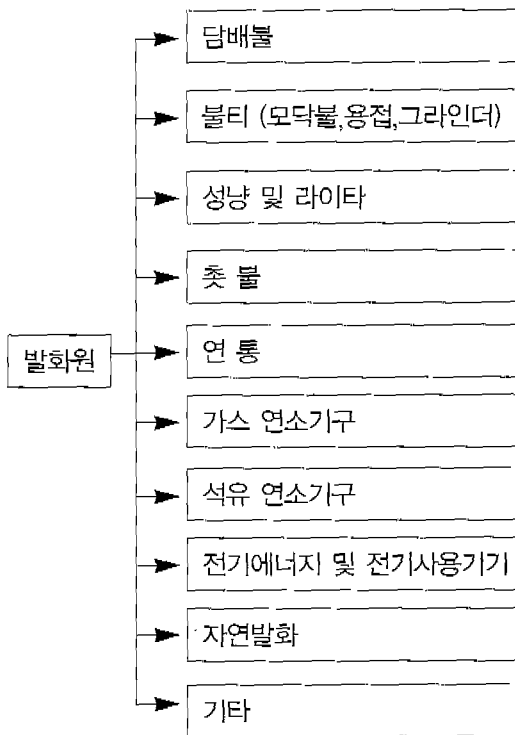 담배불
불티 (모닥불,용접,그라인더)
성냥 및 라이타
촛 불
발화원
연 통
가스 연소기구
석유 연소기구
전기에너지 및 전기사용기기
자연발화
기타